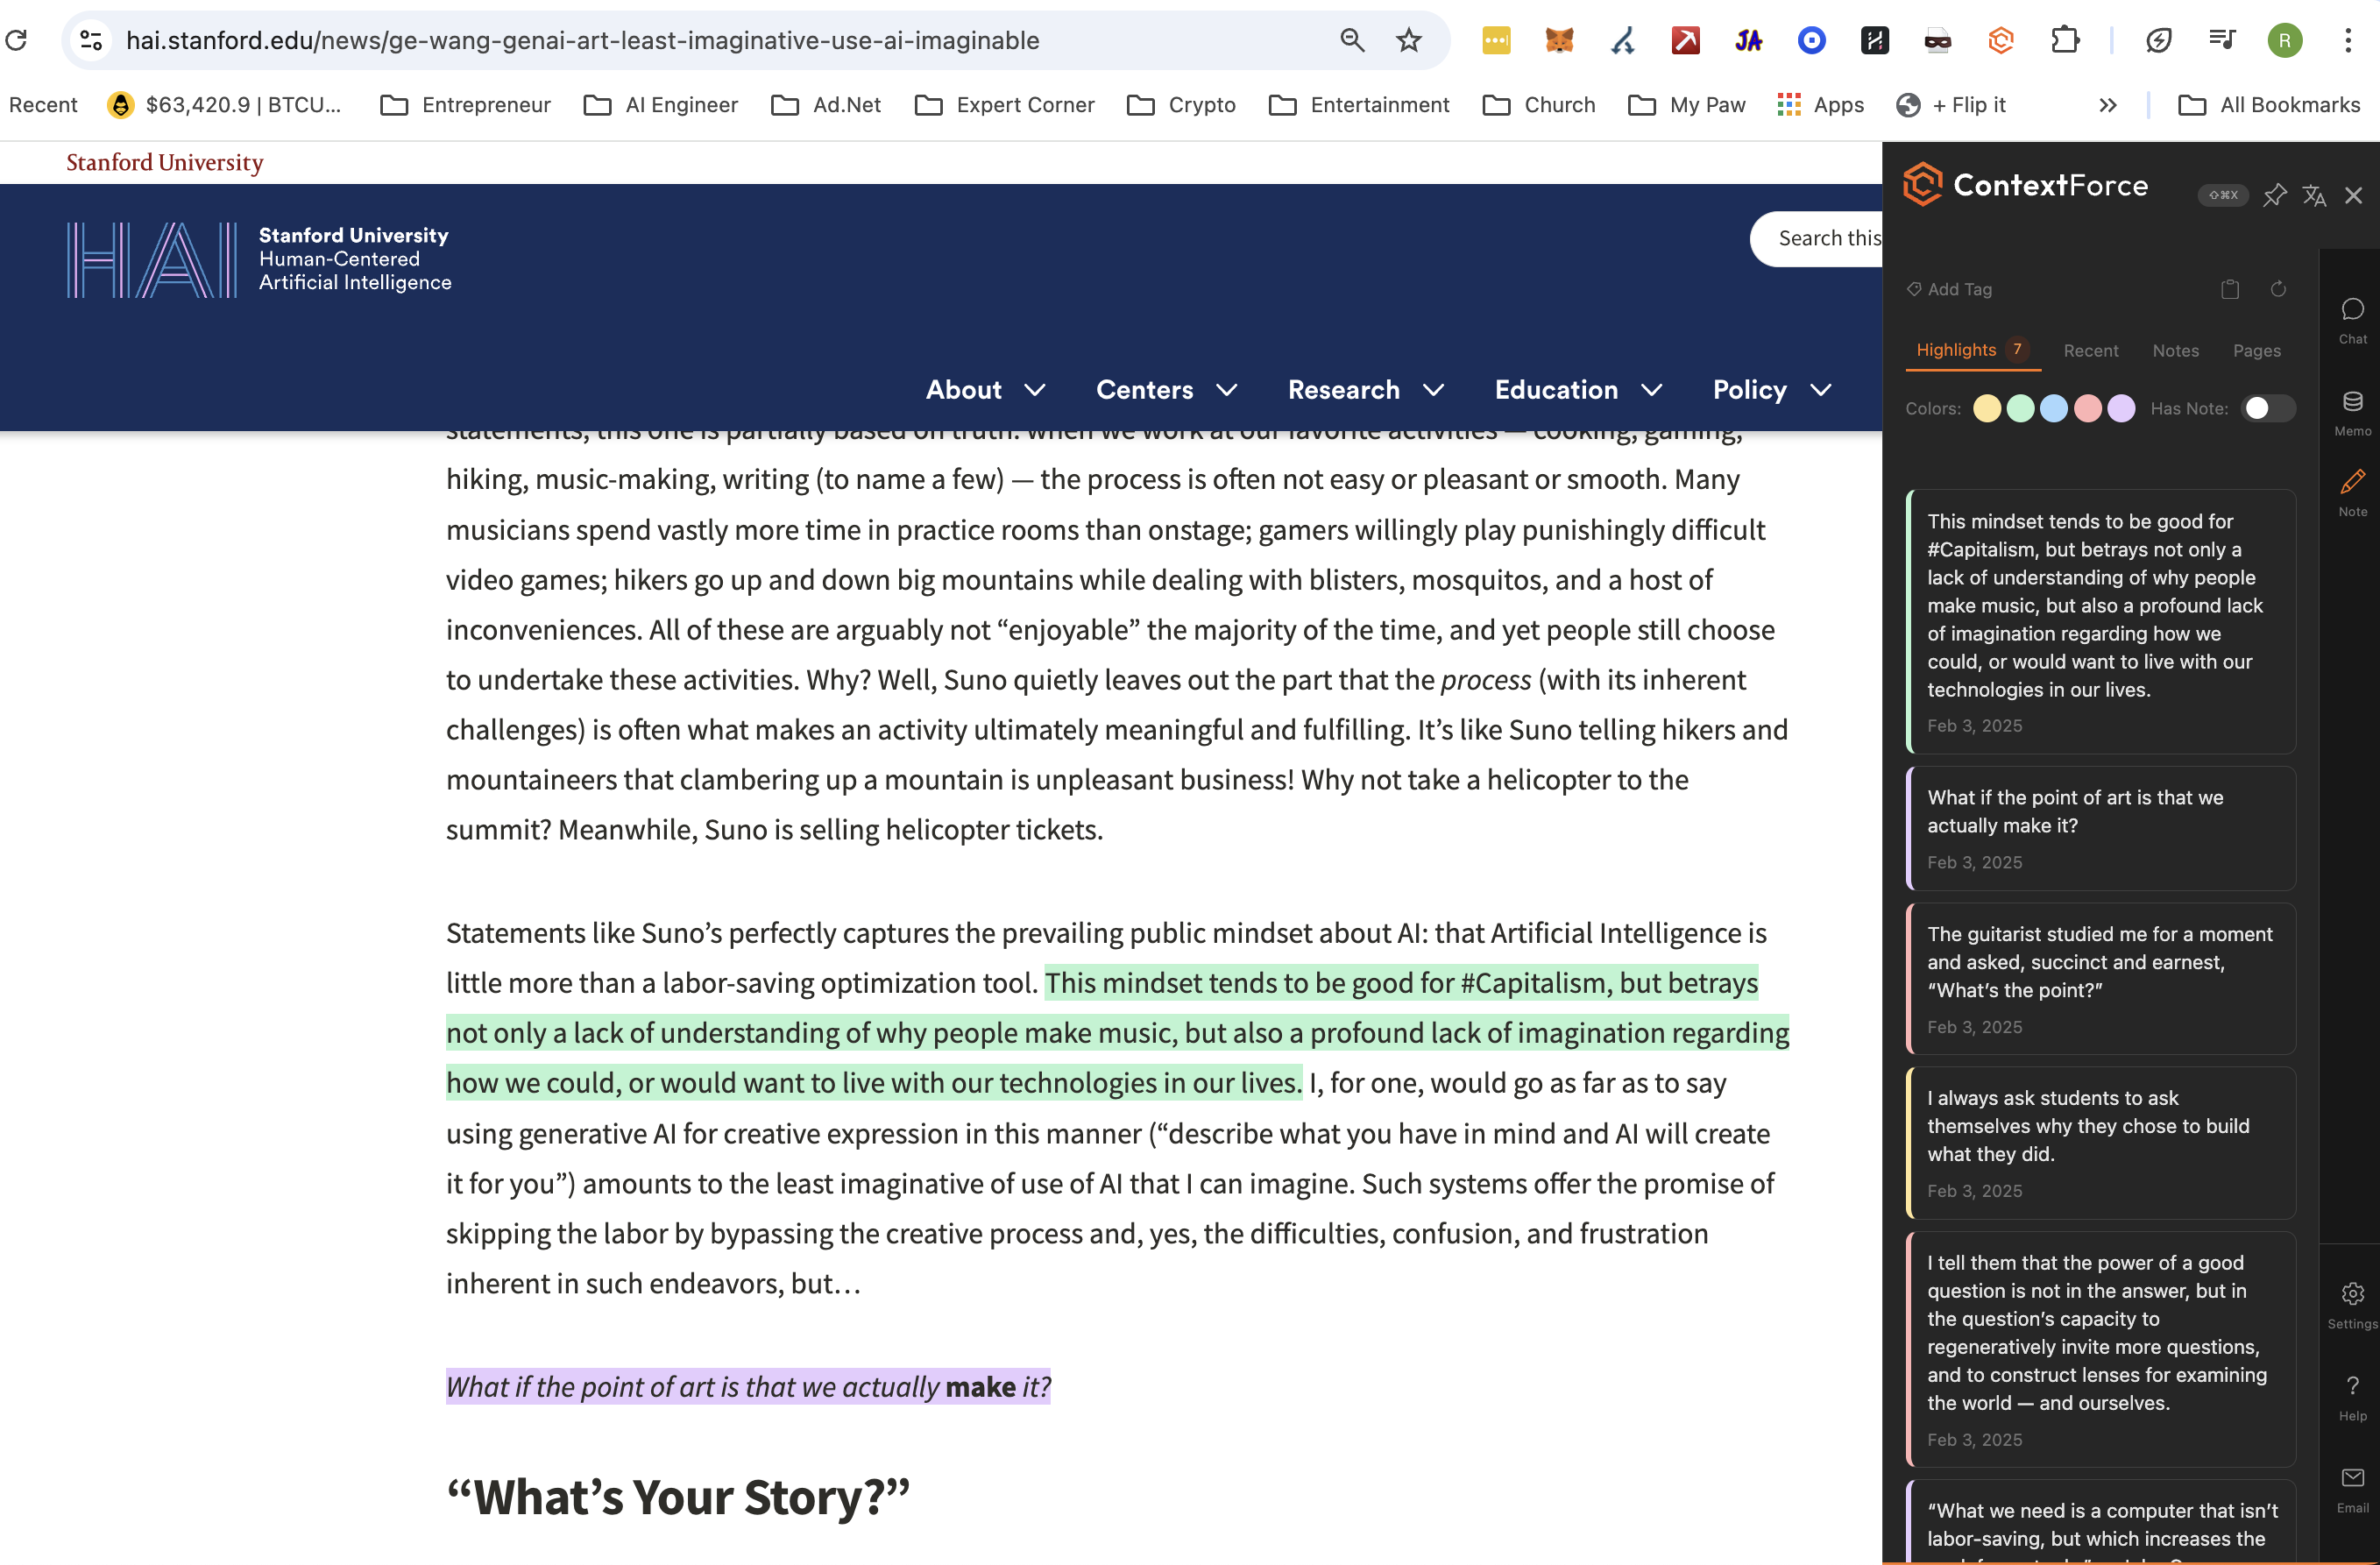 hai.stanford.edu/news/ge-wang-genai-art-least-imaginative-use-ai-imaginable
JA
R
Recent
$63,420.9 | BTCU...
Entrepreneur
AI Engineer
Ad.Net
Expert Corner
Crypto
Entertainment
Church
My Paw
Apps
+ Flip it
All Bookmarks
Stanford University
HAI
Stanford University
Human-Centered
Artificial Intelligence
Search this
About
Centers
Research
Education
Policy
statements, this one is partially based on truth: when we work at our favorite activities — cooking, gaming,
hiking, music-making, writing (to name a few) — the process is often not easy or pleasant or smooth. Many
musicians spend vastly more time in practice rooms than onstage; gamers willingly play punishingly difficult
video games; hikers go up and down big mountains while dealing with blisters, mosquitos, and a host of
inconveniences. All of these are arguably not “enjoyable” the majority of the time, and yet people still choose
to undertake these activities. Why? Well, Suno quietly leaves out the part that the process (with its inherent
challenges) is often what makes an activity ultimately meaningful and fulfilling. It’s like Suno telling hikers and
mountaineers that clambering up a mountain is unpleasant business! Why not take a helicopter to the
summit? Meanwhile, Suno is selling helicopter tickets.
Statements like Suno’s perfectly captures the prevailing public mindset about AI: that Artificial Intelligence is
little more than a labor-saving optimization tool. This mindset tends to be good for #Capitalism, but betrays
not only a lack of understanding of why people make music, but also a profound lack of imagination regarding
how we could, or would want to live with our technologies in our lives. I, for one, would go as far as to say
using generative AI for creative expression in this manner (“describe what you have in mind and AI will create
it for you”) amounts to the least imaginative of use of AI that I can imagine. Such systems offer the promise of
skipping the labor by bypassing the creative process and, yes, the difficulties, confusion, and frustration
inherent in such endeavors, but…
What if the point of art is that we actually make it?
“What’s Your Story?”
ContextForce
⇧⌘X
Add Tag
Highlights 7
Recent
Notes
Pages
Colors:
Has Note:
This mindset tends to be good for
#Capitalism, but betrays not only a
lack of understanding of why people
make music, but also a profound lack
of imagination regarding how we
could, or would want to live with our
technologies in our lives.
Feb 3, 2025
What if the point of art is that we
actually make it?
Feb 3, 2025
The guitarist studied me for a moment
and asked, succinct and earnest,
“What’s the point?”
Feb 3, 2025
I always ask students to ask
themselves why they chose to build
what they did.
Feb 3, 2025
I tell them that the power of a good
question is not in the answer, but in
the question’s capacity to
regeneratively invite more questions,
and to construct lenses for examining
the world — and ourselves.
Feb 3, 2025
“What we need is a computer that isn’t
labor-saving, but which increases the
Chat
Memo
Note
Settings
Help
Email